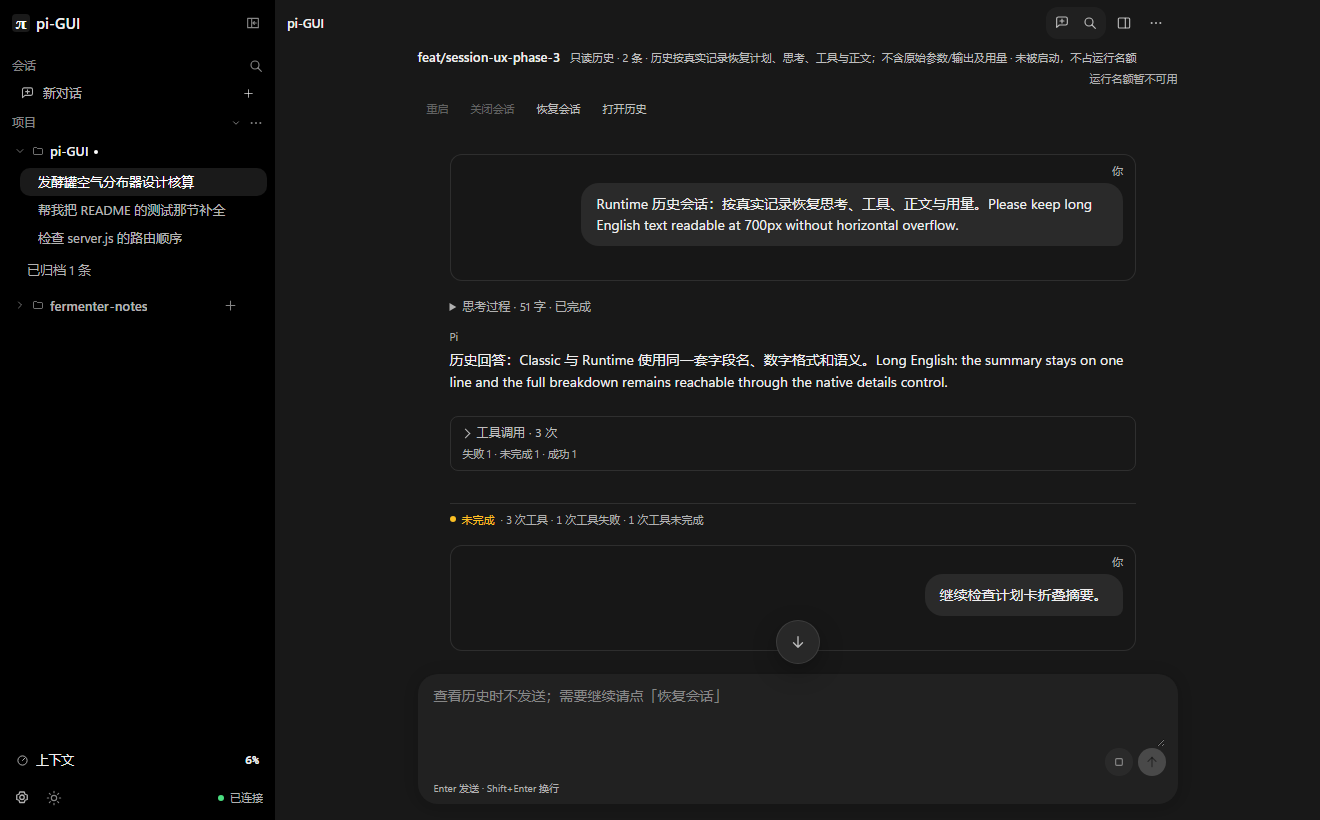 π pi-GUI
会话
新对话
项目
pi-GUI
发酵罐空气分布器设计核算
帮我把 README 的测试那节补全
检查 server.js 的路由顺序
已归档 1 条
fermenter-notes
上下文 6%
已连接
pi-GUI
feat/session-ux-phase-3 只读历史 · 2 条 · 历史按真实记录恢复计划、思考、工具与正文；不含原始参数/输出及用量 · 未被启动，不占运行名额
运行名额暂不可用
重启 关闭会话 恢复会话 打开历史
你
Runtime 历史会话：按真实记录恢复思考、工具、正文与用量。Please keep long
English text readable at 700px without horizontal overflow.
思考过程 · 51 字 · 已完成
Pi
历史回答：Classic 与 Runtime 使用同一套字段名、数字格式和语义。Long English: the summary stays on one
line and the full breakdown remains reachable through the native details control.
工具调用 · 3 次
失败 1 · 未完成 1 · 成功 1
未完成 · 3 次工具 · 1 次工具失败 · 1 次工具未完成
你
继续检查计划卡折叠摘要。
查看历史时不发送；需要继续请点「恢复会话」
Enter 发送 · Shift+Enter 换行